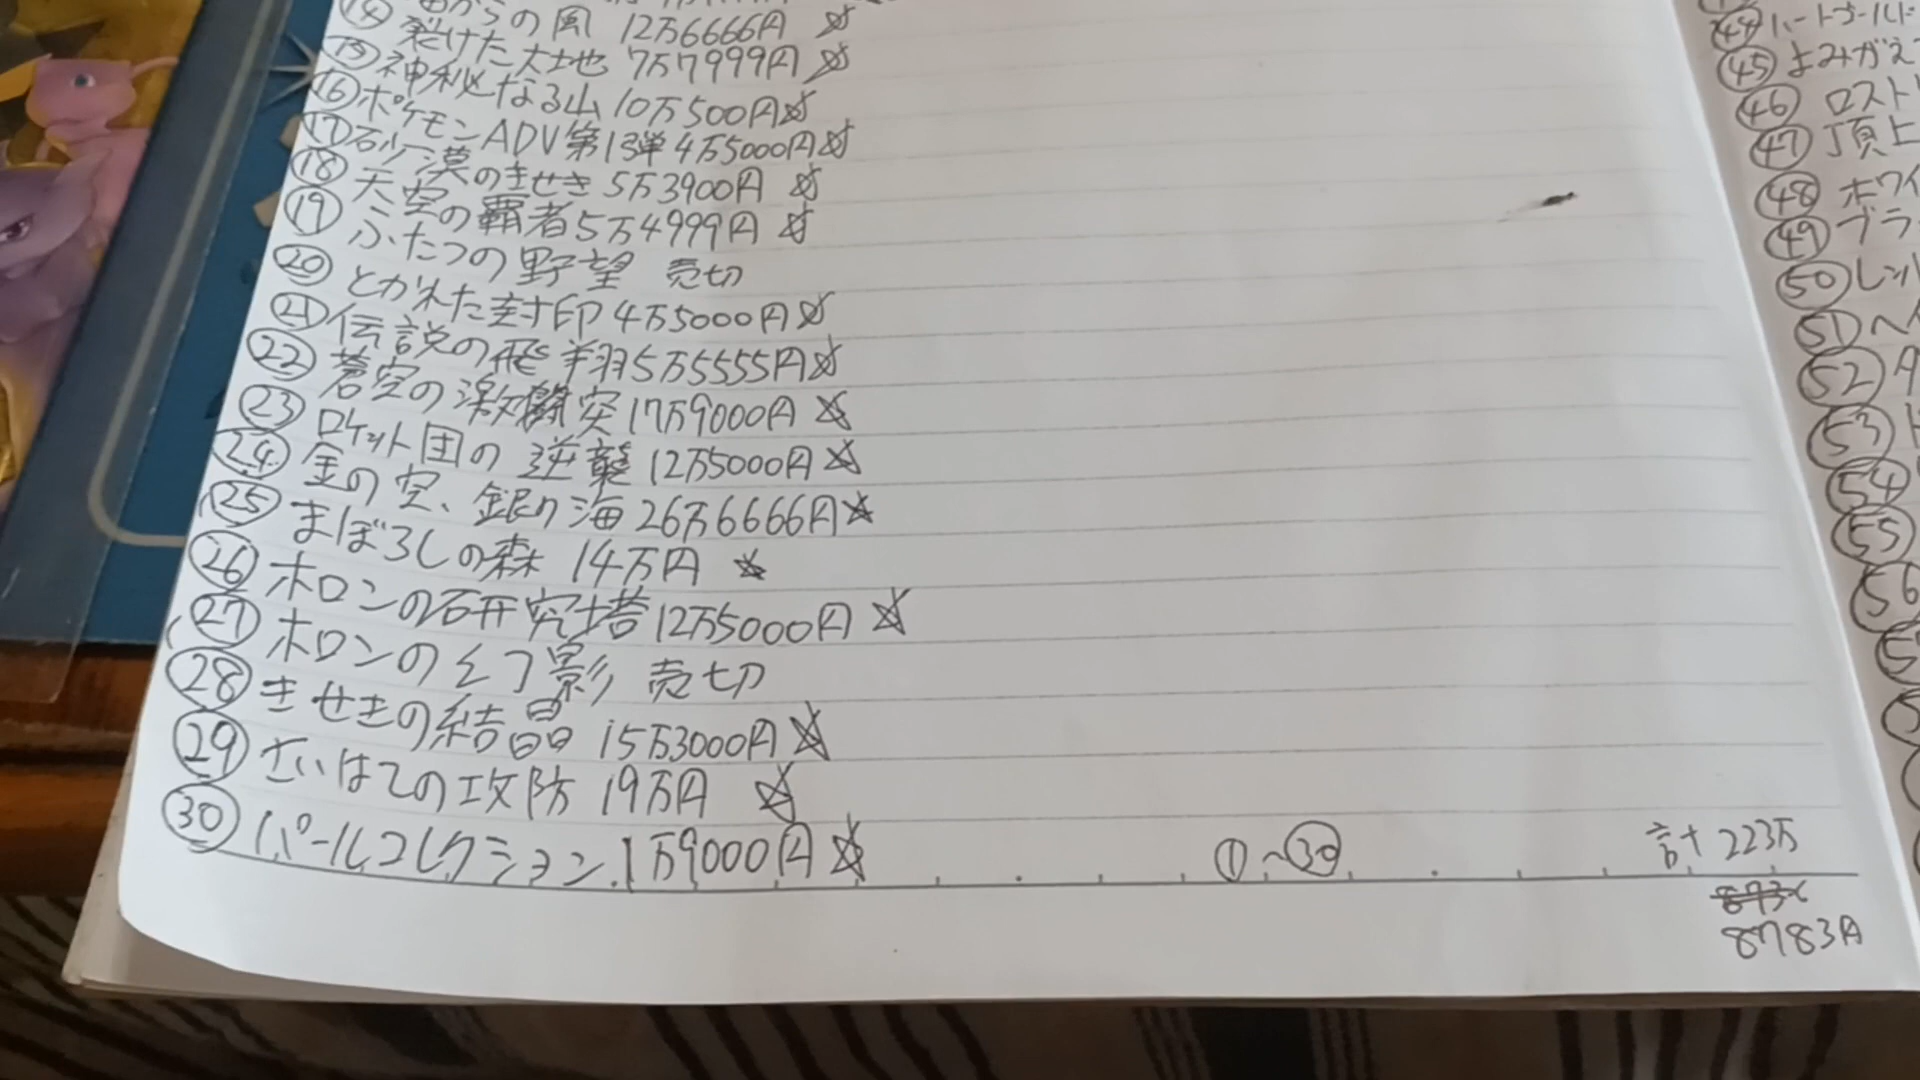 ⑭ からの風 12万6666円 ☆
⑮ 裂けた大地 7万7999円 ☆
⑯ 神秘なる山 10万500円 ☆
⑰ ポケモンADV第1弾 4万5000円 ☆
⑱ 砂漠のきせき 5万3900円 ☆
⑲ 天空の覇者 5万4999円 ☆
⑳ ふたつの野望 売切
㉑ とかれた封印 4万5000円 ☆
㉒ 伝説の飛翔 5万5555円 ☆
㉓ 蒼空の激突 17万9000円 ☆
㉔ ロケット団の逆襲 12万5000円 ☆
㉕ 金の空、銀の海 26万6666円 ☆
㉖ まぼろしの森 14万円 ☆
㉗ ホロンの研究塔 12万5000円 ☆
㉘ ホロンの幻影 売切
㉙ きせきの結晶 15万3000円 ☆
㉚ さいはての攻防 19万円 ☆
パールコレクション 1万9000円 ☆
①〜㉚ 計 223万
8783円
㊹ ハートゴールド
㊺ よみがえ
㊻ ロスト
㊼ 頂上
㊽ ホワイ
㊾ ブラ
㊿ レッ
51 ヘイ
52
53
54
55
56